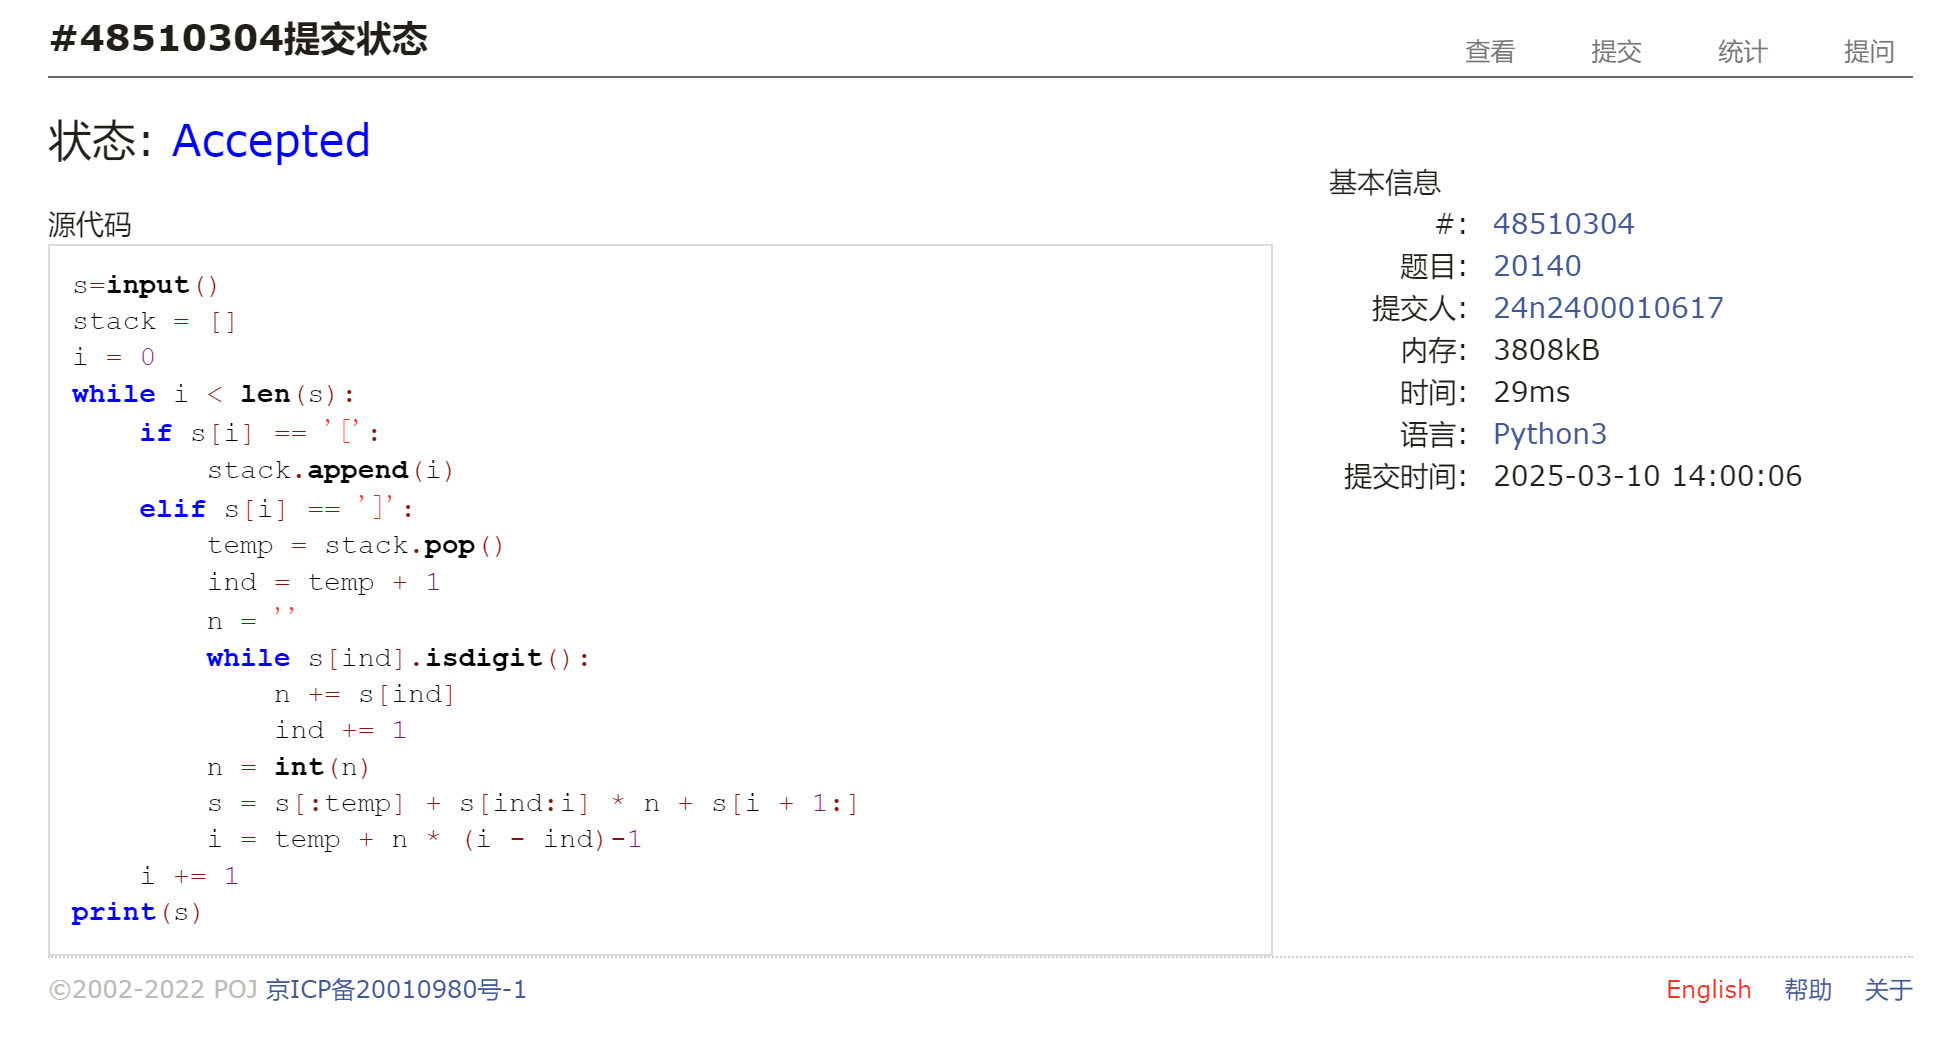 #48510304提交状态
查看 提交 统计 提问
状态: Accepted
源代码
s=input()
stack = []
i = 0
while i < len(s):
    if s[i] == '[':
        stack.append(i)
    elif s[i] == ']':
        temp = stack.pop()
        ind = temp + 1
        n = ''
        while s[ind].isdigit():
            n += s[ind]
            ind += 1
        n = int(n)
        s = s[:temp] + s[ind:i] * n + s[i + 1:]
        i = temp + n * (i - ind)-1
    i += 1
print(s)
基本信息
#: 48510304
题目: 20140
提交人: 24n2400010617
内存: 3808kB
时间: 29ms
语言: Python3
提交时间: 2025-03-10 14:00:06
©2002-2022 POJ 京ICP备20010980号-1
English 帮助 关于